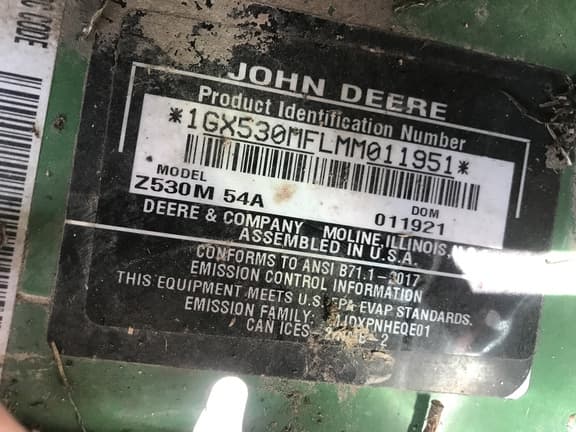 C CODE
JOHN DEERE
Product Identification Number
*1GX530MFLMM011951*
MODEL DOM
Z530M 54A 011921
DEERE & COMPANY MOLINE, ILLINOIS,
ASSEMBLED IN U.S.A.
CONFORMS TO ANSI B71.1-2017
EMISSION CONTROL INFORMATION
THIS EQUIPMENT MEETS U.S. EPA EVAP STANDARDS.
EMISSION FAMILY:
CAN ICES-